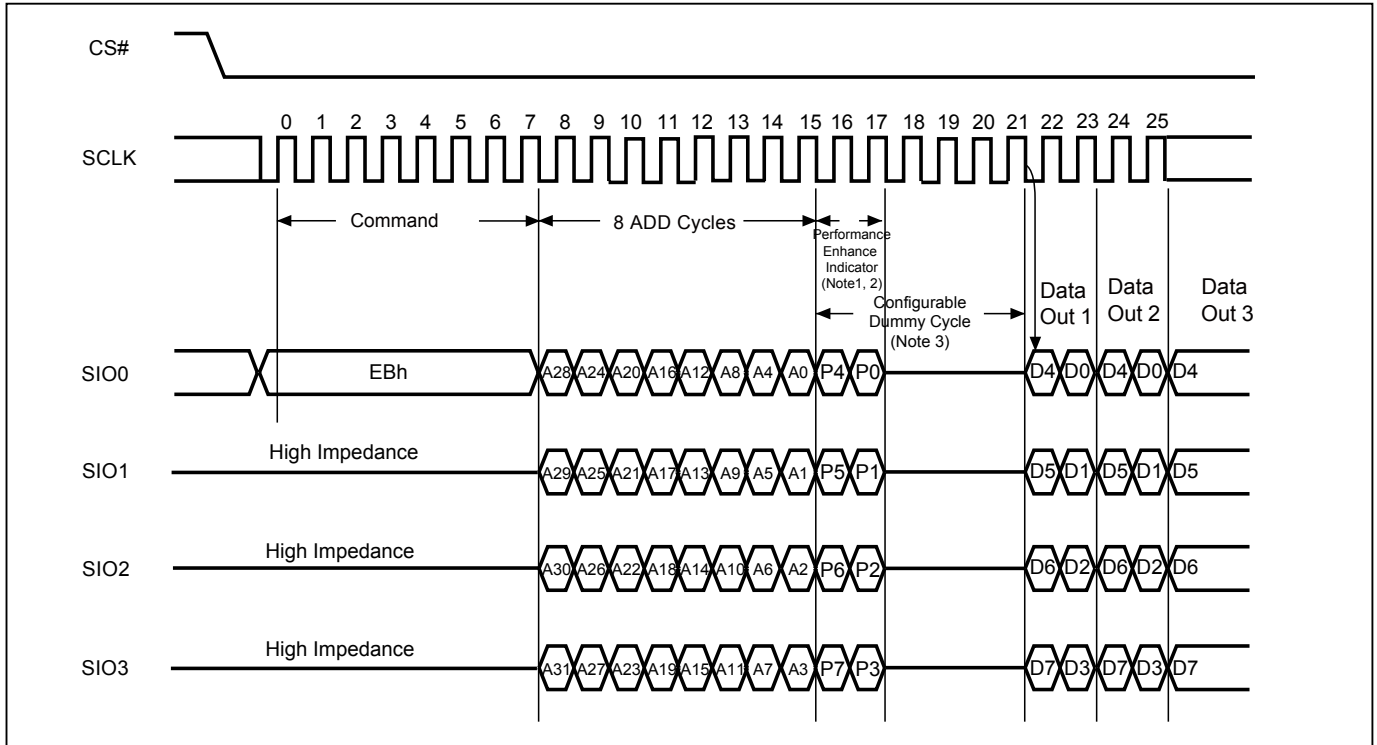 CS#
0 1 2 3 4 5 6 7 8 9 10 11 12 13 14 15 16 17 18 19 20 21 22 23 24 25
SCLK
Command
8 ADD Cycles
Performance
Enhance
Indicator
(Note1, 2)
Configurable
Dummy Cycle
(Note 3)
Data
Out 1
Data
Out 2
Data
Out 3
SIO0 EBh A28 A24 A20 A16 A12 A8 A4 A0 P4 P0 D4 D0 D4 D0 D4
High Impedance
SIO1 A29 A25 A21 A17 A13 A9 A5 A1 P5 P1 D5 D1 D5 D1 D5
High Impedance
SIO2 A30 A26 A22 A18 A14 A10 A6 A2 P6 P2 D6 D2 D6 D2 D6
High Impedance
SIO3 A31 A27 A23 A19 A15 A11 A7 A3 P7 P3 D7 D3 D7 D3 D7